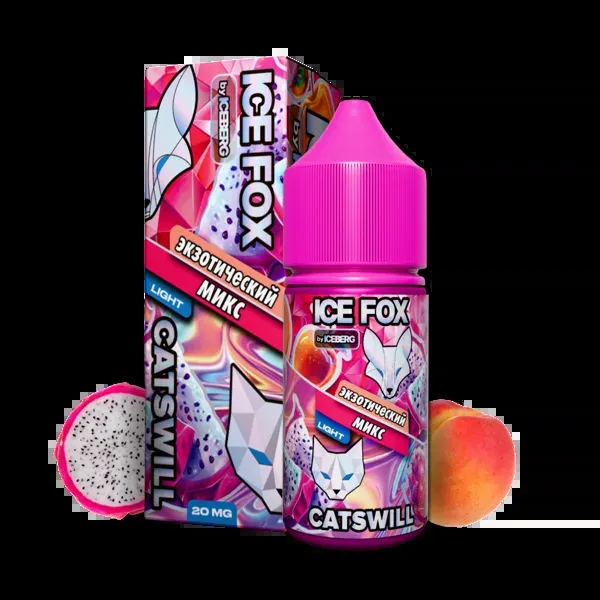 ICE FOX
by ICEBERG
ЭКЗОТИЧЕСКИЙ
МИКС
LIGHT
CATSWILL
20 MG
ICE FOX
by ICEBERG
ЭКЗОТИЧЕСКИЙ
МИКС
LIGHT
CATSWILL